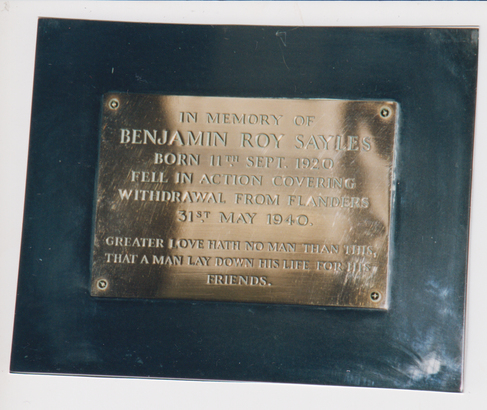 IN MEMORY OF
BENJAMIN ROY SAYLES
BORN 11TH SEPT. 1920
FELL IN ACTION COVERING
WITHDRAWAL FROM FLANDERS
31ST MAY 1940.
GREATER LOVE HATH NO MAN THAN THIS,
THAT A MAN LAY DOWN HIS LIFE FOR HIS
FRIENDS.